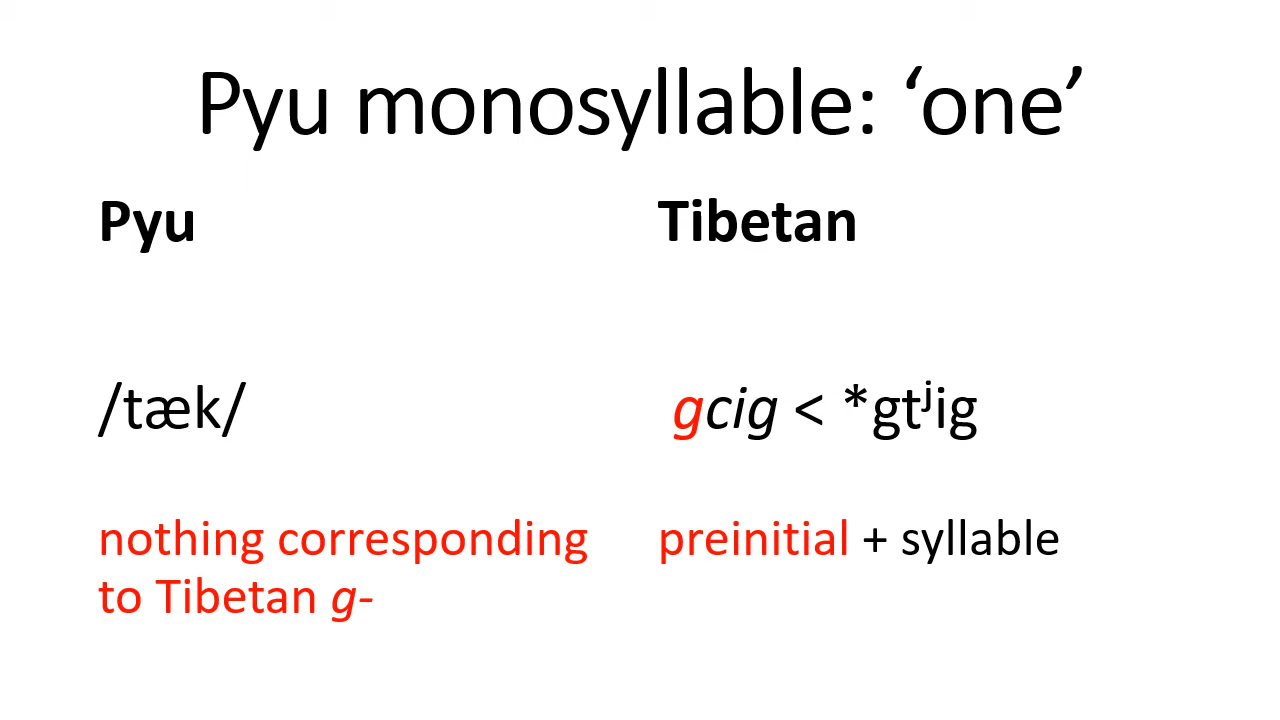 Pyu monosyllable: ‘one’
Pyu
Tibetan
/tæk/
gcig < *gtʲig
nothing corresponding
to Tibetan g-
preinitial + syllable